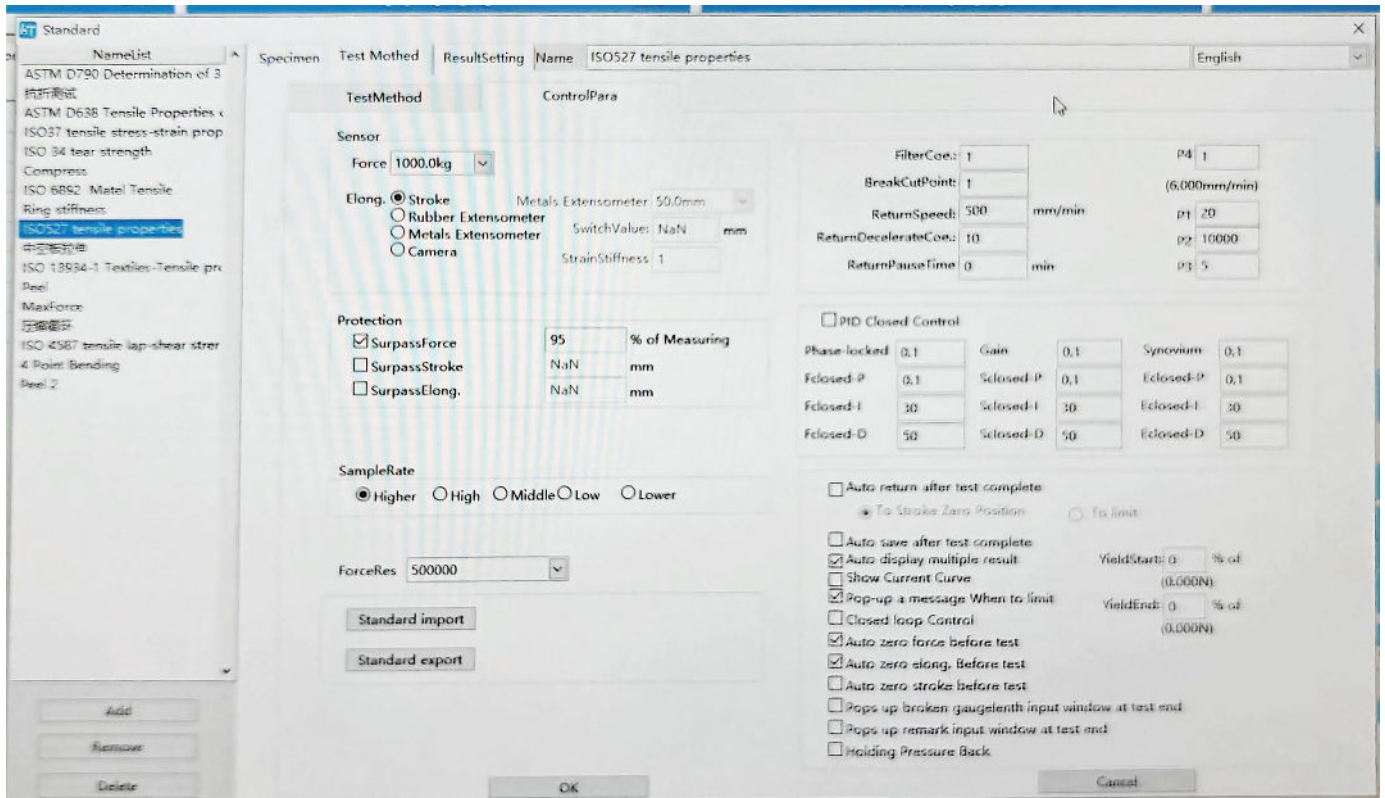 Standard
NameList
ASTM D790 Determination of 3
抗折测试
ASTM D638 Tensile Properties
ISO37 tensile stress-strain prop
ISO 34 tear strength
Compress
ISO 6892 Matel Tensile
Ring stiffness
ISO527 tensile properties
ISO 13934-1 Textiles-Tensile pro
Peel
MaxForce
压缩循环
ISO 4587 tensile lap-shear strer
4 Point Bending
Peel 2
Add
Remove
Delete
Specimen Test Mothed ResultSetting Name ISO527 tensile properties English
TestMethod ControlPara
Sensor
Force 1000.0kg
Elong. Stroke Metals Extensometer 50.0mm
Rubber Extensometer
SwitchValue: NaN mm
Metals Extensometer
Camera
StrainStiffness 1
Protection
SurpassForce 95 % of Measuring
SurpassStroke NaN mm
SurpassElong. NaN mm
SampleRate
Higher High Middle Low Lower
ForceRes 500000
Standard import
Standard export
OK
FilterCoe.: 1 P4 1
BreakCutPoint: 1 (6.000mm/min)
ReturnSpeed: 500 mm/min P1 20
ReturnDecelerateCoe.: 10 P2 10000
ReturnPauseTime 0 min P3 5
PID Closed Control
Phase-locked 0.1 Gain 0.1 Synovium 0.1
Fclosed-P 0.1 Sclosed-P 0.1 Eclosed-P 0.1
Fclosed-I 30 Sclosed-I 30 Eclosed-I 30
Fclosed-D 50 Sclosed-D 50 Eclosed-D 50
Auto return after test complete
To Stroke Zero Position To limit
Auto save after test complete
Auto display multiple result YieldStart: 0 % of
Show Current Curve (0.000N)
Pop-up a message When to limit YieldEnd: 0 % of
Closed loop Control (0.000N)
Auto zero force before test
Auto zero elong. Before test
Auto zero stroke before test
Pops up broken gaugelenth input window at test end
Pops up remark input window at test end
Holding Pressure Back
Cancel